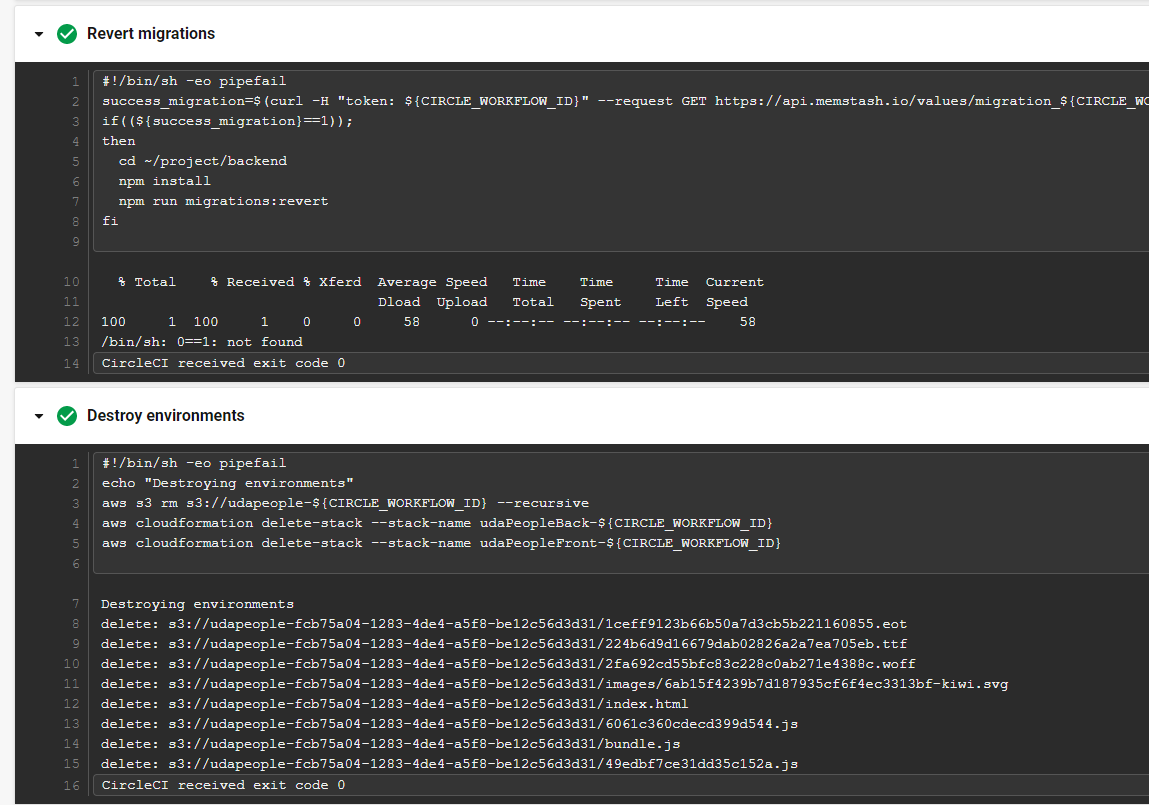 Revert migrations
1 #!/bin/sh -eo pipefail
2 success_migration=$(curl -H "token: ${CIRCLE_WORKFLOW_ID}" --request GET https://api.memstash.io/values/migration_${CIRCLE_WO
3 if((${success_migration}==1));
4 then
5   cd ~/project/backend
6   npm install
7   npm run migrations:revert
8 fi
9
10   % Total    % Received % Xferd  Average Speed   Time    Time     Time  Current
11                                  Dload  Upload   Total   Spent    Left  Speed
12 100     1  100     1    0     0     58      0 --:--:-- --:--:-- --:--:--    58
13 /bin/sh: 0==1: not found
14 CircleCI received exit code 0
Destroy environments
1 #!/bin/sh -eo pipefail
2 echo "Destroying environments"
3 aws s3 rm s3://udapeople-${CIRCLE_WORKFLOW_ID} --recursive
4 aws cloudformation delete-stack --stack-name udaPeopleBack-${CIRCLE_WORKFLOW_ID}
5 aws cloudformation delete-stack --stack-name udaPeopleFront-${CIRCLE_WORKFLOW_ID}
6
7 Destroying environments
8 delete: s3://udapeople-fcb75a04-1283-4de4-a5f8-be12c56d3d31/1ceff9123b66b50a7d3cb5b221160855.eot
9 delete: s3://udapeople-fcb75a04-1283-4de4-a5f8-be12c56d3d31/224b6d9d16679dab02826a2a7ea705eb.ttf
10 delete: s3://udapeople-fcb75a04-1283-4de4-a5f8-be12c56d3d31/2fa692cd55bfc83c228c0ab271e4388c.woff
11 delete: s3://udapeople-fcb75a04-1283-4de4-a5f8-be12c56d3d31/images/6ab15f4239b7d187935cf6f4ec3313bf-kiwi.svg
12 delete: s3://udapeople-fcb75a04-1283-4de4-a5f8-be12c56d3d31/index.html
13 delete: s3://udapeople-fcb75a04-1283-4de4-a5f8-be12c56d3d31/6061c360cdecd399d544.js
14 delete: s3://udapeople-fcb75a04-1283-4de4-a5f8-be12c56d3d31/bundle.js
15 delete: s3://udapeople-fcb75a04-1283-4de4-a5f8-be12c56d3d31/49edbf7ce31dd35c152a.js
16 CircleCI received exit code 0